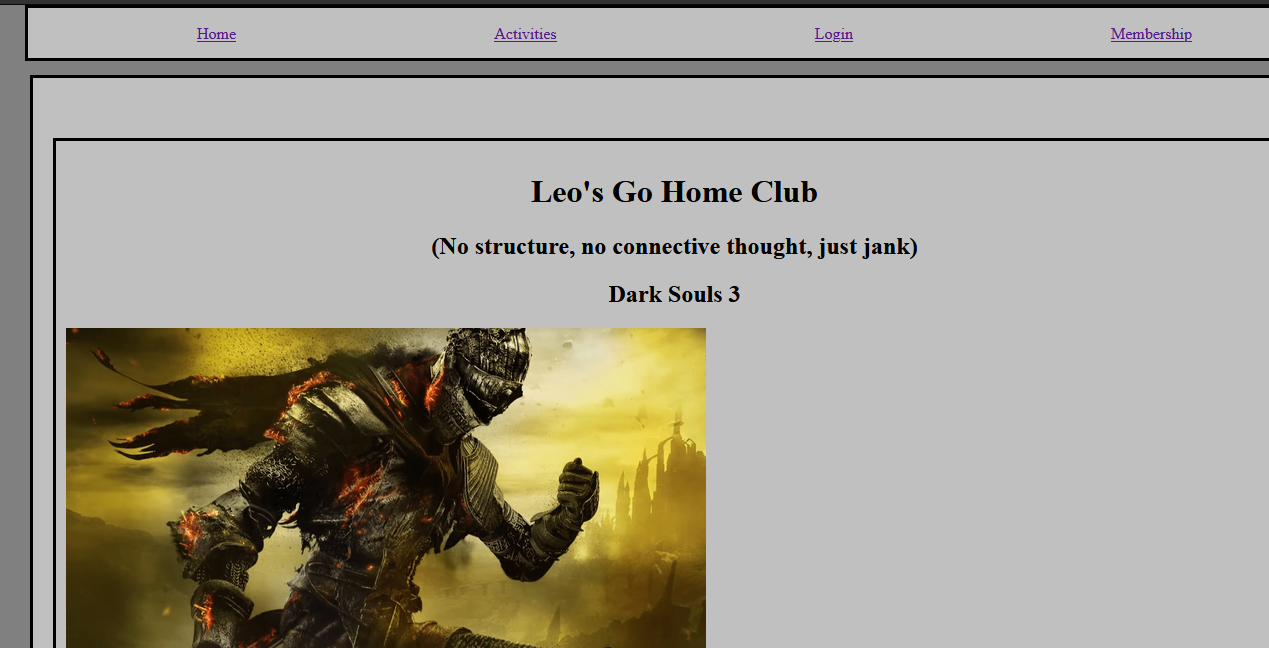 Home Activities Login Membership
Leo's Go Home Club
(No structure, no connective thought, just jank)
Dark Souls 3